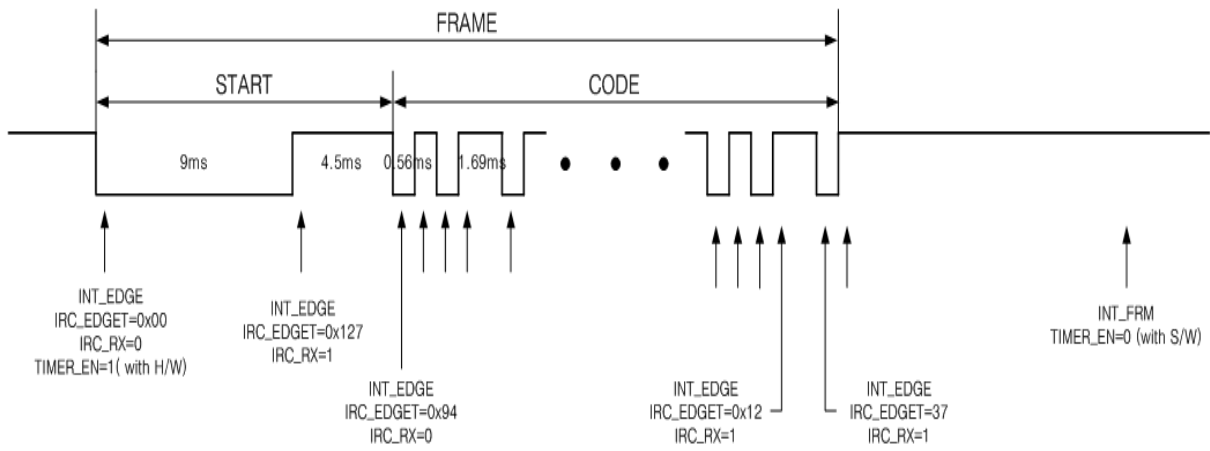 FRAME
START
CODE
9ms
4.5ms
0.56ms
1.69ms
INT_EDGE
IRC_EDGET=0x00
IRC_RX=0
TIMER_EN=1( with H/W)
INT_EDGE
IRC_EDGET=0x127
IRC_RX=1
INT_EDGE
IRC_EDGET=0x94
IRC_RX=0
INT_EDGE
IRC_EDGET=0x12
IRC_RX=1
INT_EDGE
IRC_EDGET=37
IRC_RX=1
INT_FRM
TIMER_EN=0 (with S/W)